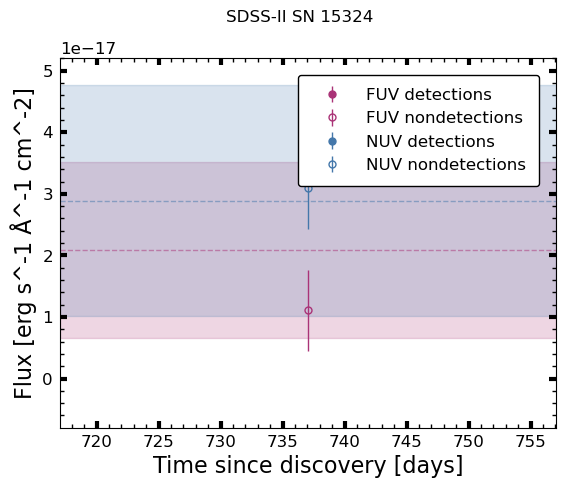 SDSS-II SN 15324
1e−17
FUV detections
FUV nondetections
NUV detections
NUV nondetections
5
4
3
2
1
0
Flux [erg s^-1 Å^-1 cm^-2]
720 725 730 735 740 745 750 755
Time since discovery [days]